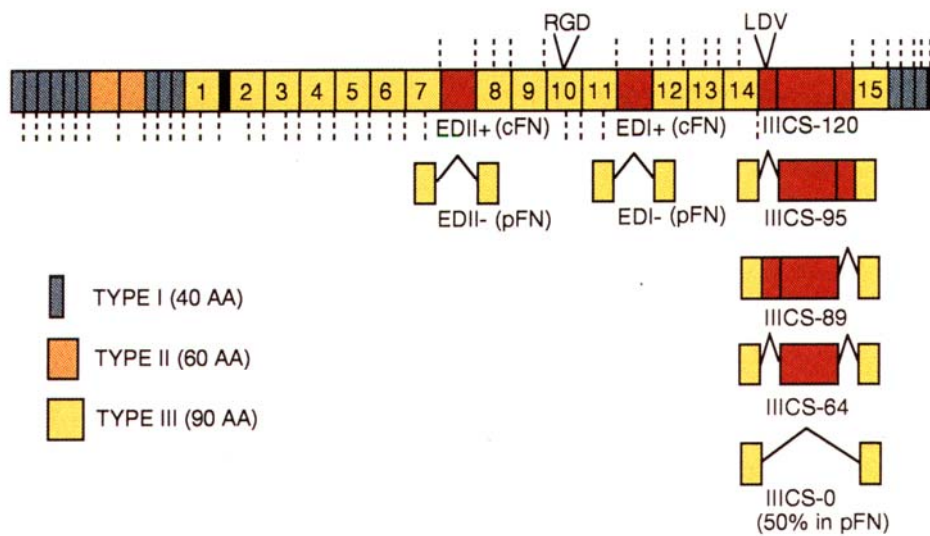 RGD LDV
1 2 3 4 5 6 7 8 9 10 11 12 13 14 15
EDII+ (cFN) EDI+ (cFN) IIICS-120
EDII- (pFN) EDI- (pFN) IIICS-95
TYPE I (40 AA)
IIICS-89
TYPE II (60 AA)
IIICS-64
TYPE III (90 AA)
IIICS-0
(50% in pFN)